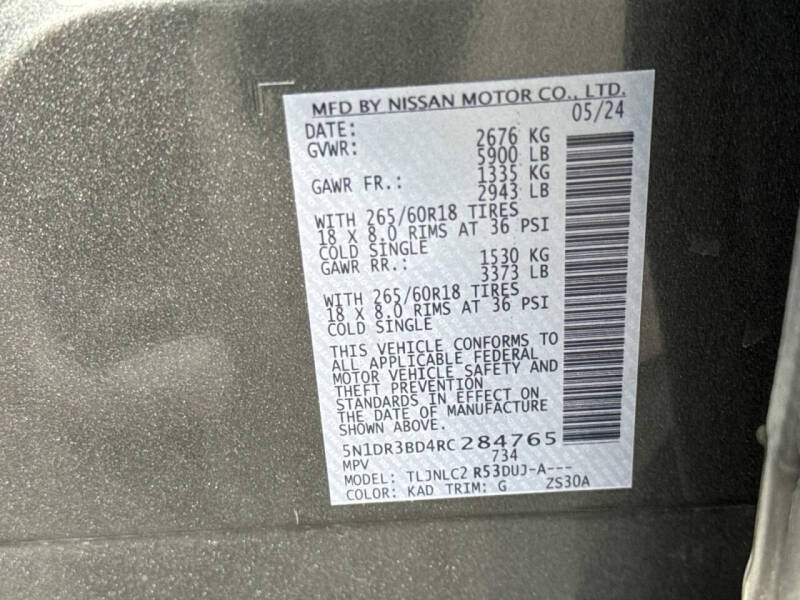 MFD BY NISSAN MOTOR CO., LTD.
DATE: 05/24
GVWR: 2676 KG
5900 LB
GAWR FR.: 1335 KG
2943 LB
WITH 265/60R18 TIRES
18 X 8.0 RIMS AT 36 PSI
COLD SINGLE
GAWR RR.: 1530 KG
3373 LB
WITH 265/60R18 TIRES
18 X 8.0 RIMS AT 36 PSI
COLD SINGLE
THIS VEHICLE CONFORMS TO
ALL APPLICABLE FEDERAL
MOTOR VEHICLE SAFETY AND
THEFT PREVENTION
STANDARDS IN EFFECT ON
THE DATE OF MANUFACTURE
SHOWN ABOVE.
5N1DR3BD4RC284765
MPV 734
MODEL: TLJNLC2 R53DUJ-A---
COLOR: KAD TRIM: G ZS30A